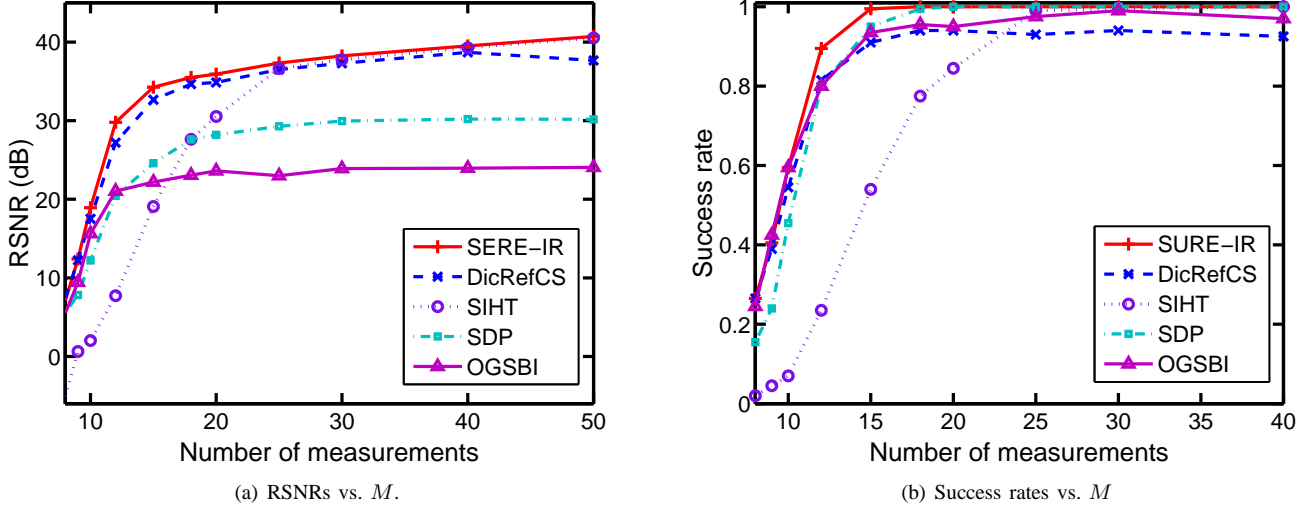 40
30
20
10
0
RSNR (dB)
SERE-IR
DicRefCS
SIHT
SDP
OGSBI
10 20 30 40 50
Number of measurements
(a) RSNRs vs. M.
1
0.8
0.6
0.4
0.2
0
Succcess rate
SURE-IR
DicRefCS
SIHT
SDP
OGSBI
10 15 20 25 30 35 40
Number of measurements
(b) Success rates vs. M